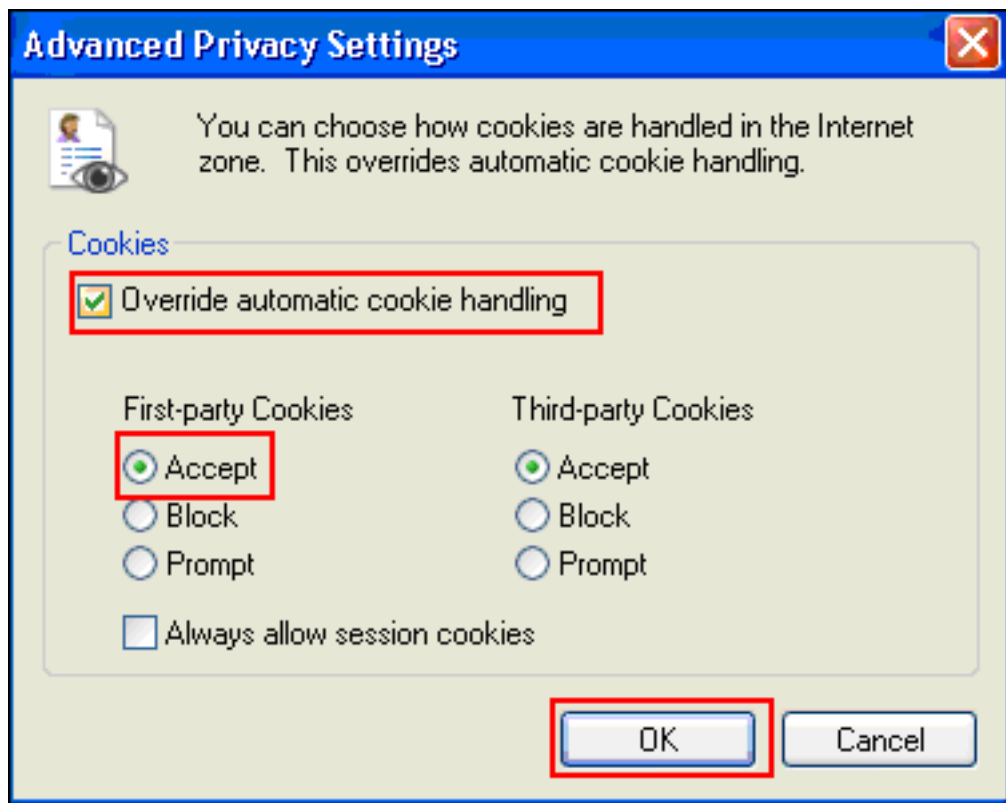 Advanced Privacy Settings
You can choose how cookies are handled in the Internet
zone. This overrides automatic cookie handling.
Cookies
Override automatic cookie handling
First-party Cookies
Third-party Cookies
Accept
Accept
Block
Block
Prompt
Prompt
Always allow session cookies
OK
Cancel